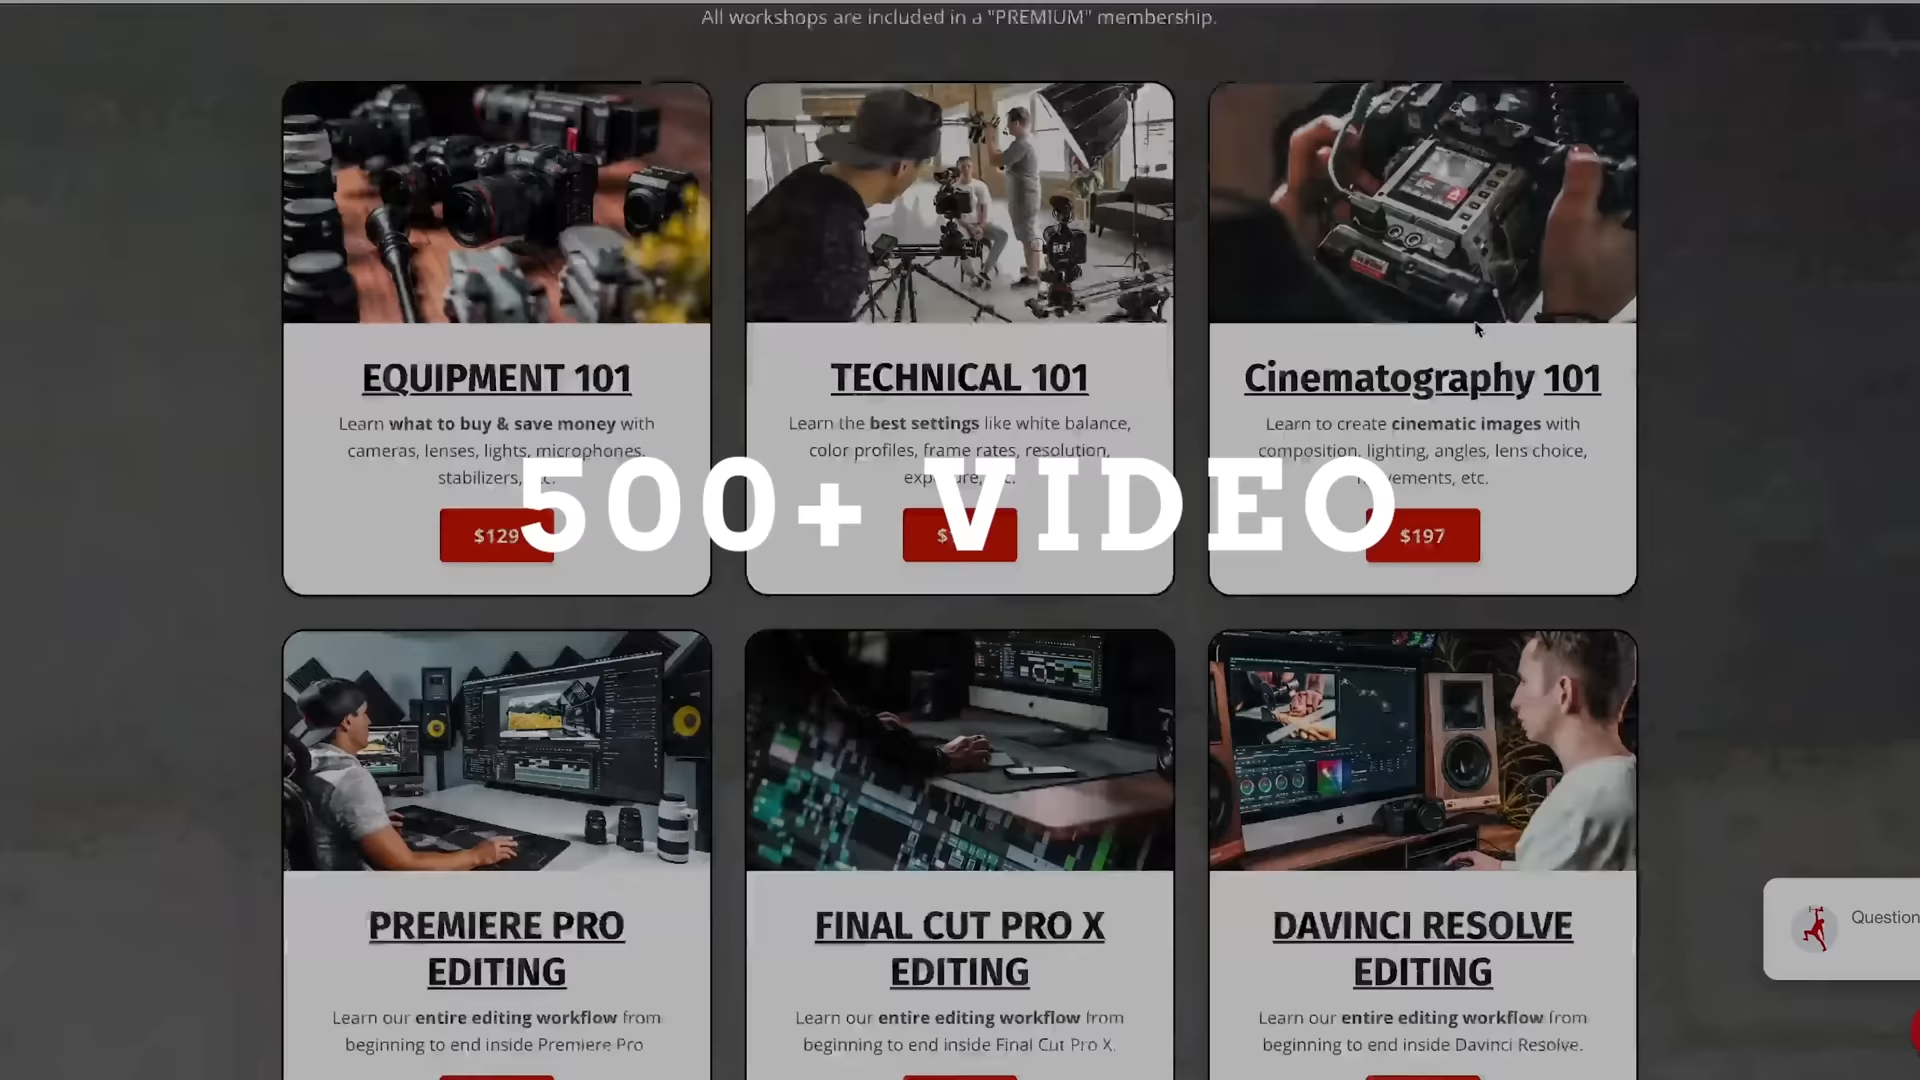 All workshops are included in a "PREMIUM" membership.
EQUIPMENT 101
Learn what to buy & save money with
cameras, lenses, lights, microphones,
stabilizers,
$129
TECHNICAL 101
Learn the best settings like white balance,
color profiles, frame rates, resolution,
Cinematography 101
Learn to create cinematic images with
composition, lighting, angles, lens choice,
etc.
$197
500+ VIDEO
PREMIERE PRO
EDITING
Learn our entire editing workflow from
beginning to end inside Premiere Pro
FINAL CUT PRO X
EDITING
Learn our entire editing workflow from
beginning to end inside Final Cut Pro X.
DAVINCI RESOLVE
EDITING
Learn our entire editing workflow from
beginning to end inside Davinci Resolve.
Question